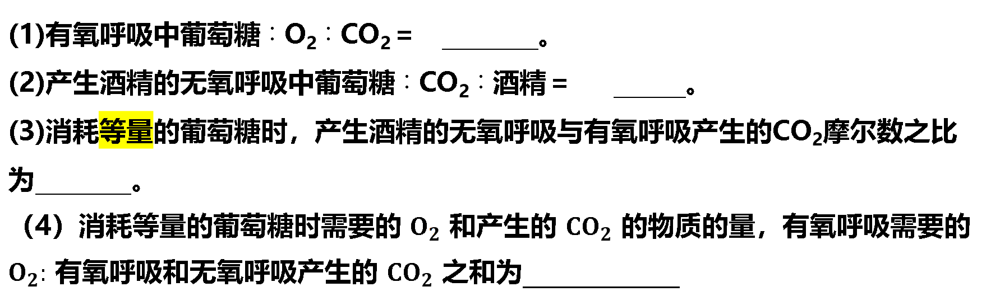 (1)有氧呼吸中葡萄糖∶O₂∶CO₂＝ ________。
(2)产生酒精的无氧呼吸中葡萄糖∶CO₂∶酒精＝ ______。
(3)消耗等量的葡萄糖时，产生酒精的无氧呼吸与有氧呼吸产生的CO₂摩尔数之比
为________。
（4）消耗等量的葡萄糖时需要的 O₂ 和产生的 CO₂ 的物质的量，有氧呼吸需要的
O₂: 有氧呼吸和无氧呼吸产生的 CO₂ 之和为_____________